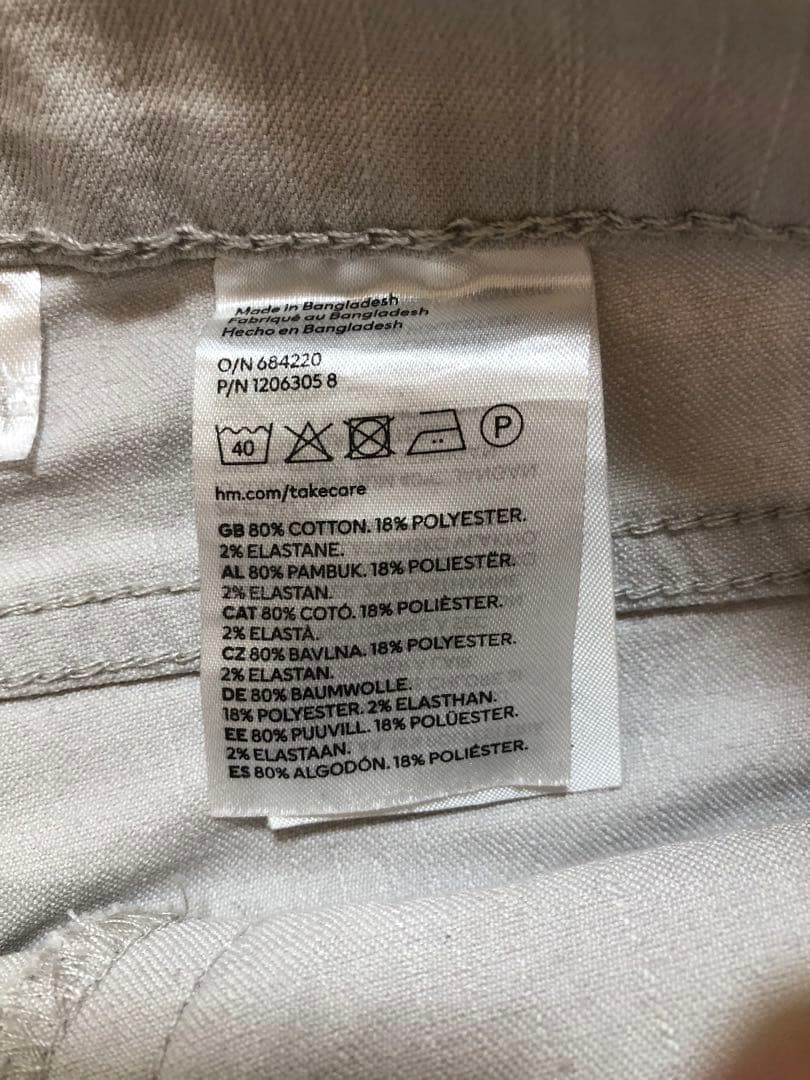 Made in Bangladesh
Fabriqué au Bangladesh
Hecho en Bangladesh
O/N 684220
P/N 1206305 8
40 P
hm.com/takecare
GB 80% COTTON. 18% POLYESTER.
2% ELASTANE.
AL 80% PAMBUK. 18% POLIESTËR.
2% ELASTAN.
CAT 80% COTÓ. 18% POLIÈSTER.
2% ELASTÀ.
CZ 80% BAVLNA. 18% POLYESTER.
2% ELASTAN.
DE 80% BAUMWOLLE.
18% POLYESTER. 2% ELASTHAN.
EE 80% PUUVILL. 18% POLÜESTER.
2% ELASTAAN.
ES 80% ALGODÓN. 18% POLIÉSTER.